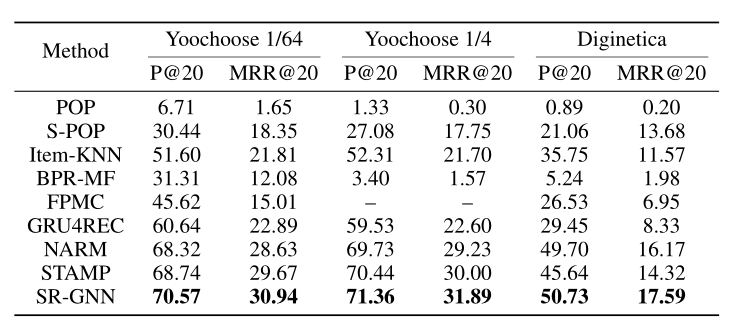 Method Yoochoose 1/64 Yoochoose 1/4 Diginetica
P@20 MRR@20 P@20 MRR@20 P@20 MRR@20
POP 6.71 1.65 1.33 0.30 0.89 0.20
S-POP 30.44 18.35 27.08 17.75 21.06 13.68
Item-KNN 51.60 21.81 52.31 21.70 35.75 11.57
BPR-MF 31.31 12.08 3.40 1.57 5.24 1.98
FPMC 45.62 15.01 – – 26.53 6.95
GRU4REC 60.64 22.89 59.53 22.60 29.45 8.33
NARM 68.32 28.63 69.73 29.23 49.70 16.17
STAMP 68.74 29.67 70.44 30.00 45.64 14.32
SR-GNN 70.57 30.94 71.36 31.89 50.73 17.59